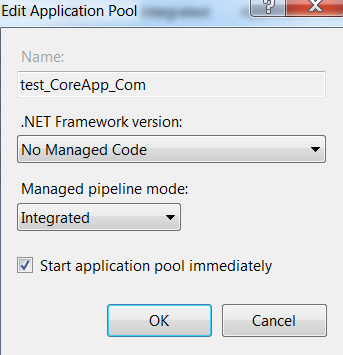 Edit Application Pool
Name:
test_CoreApp_Com
.NET Framework version:
No Managed Code
Managed pipeline mode:
Integrated
Start application pool immediately
OK Cancel